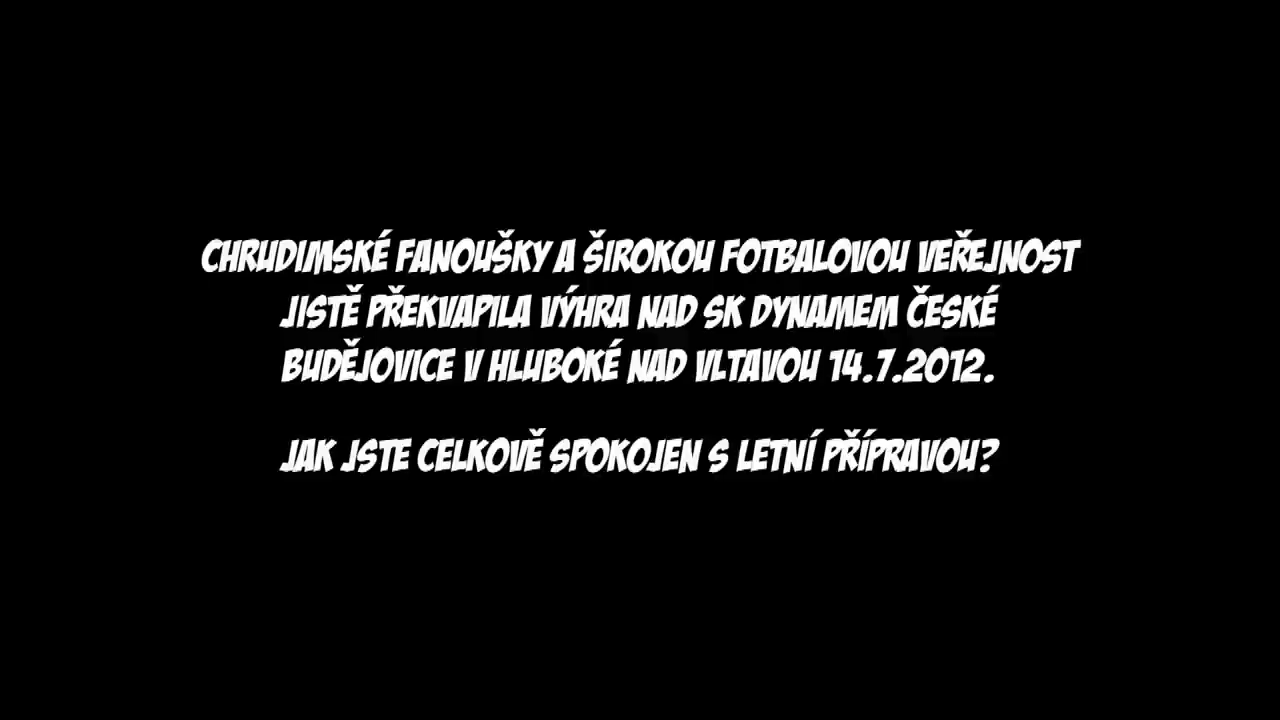 CHRUDIMSKÉ FANOUŠKY A ŠIROKOU FOTBALOVOU VEŘEJNOST
JISTĚ PŘEKVAPILA VÝHRA NAD SK DYNAMEM ČESKÉ
BUDĚJOVICE V HLUBOKÉ NAD VLTAVOU 14.7.2012.
JAK JSTE CELKOVĚ SPOKOJEN S LETNÍ PŘÍPRAVOU?